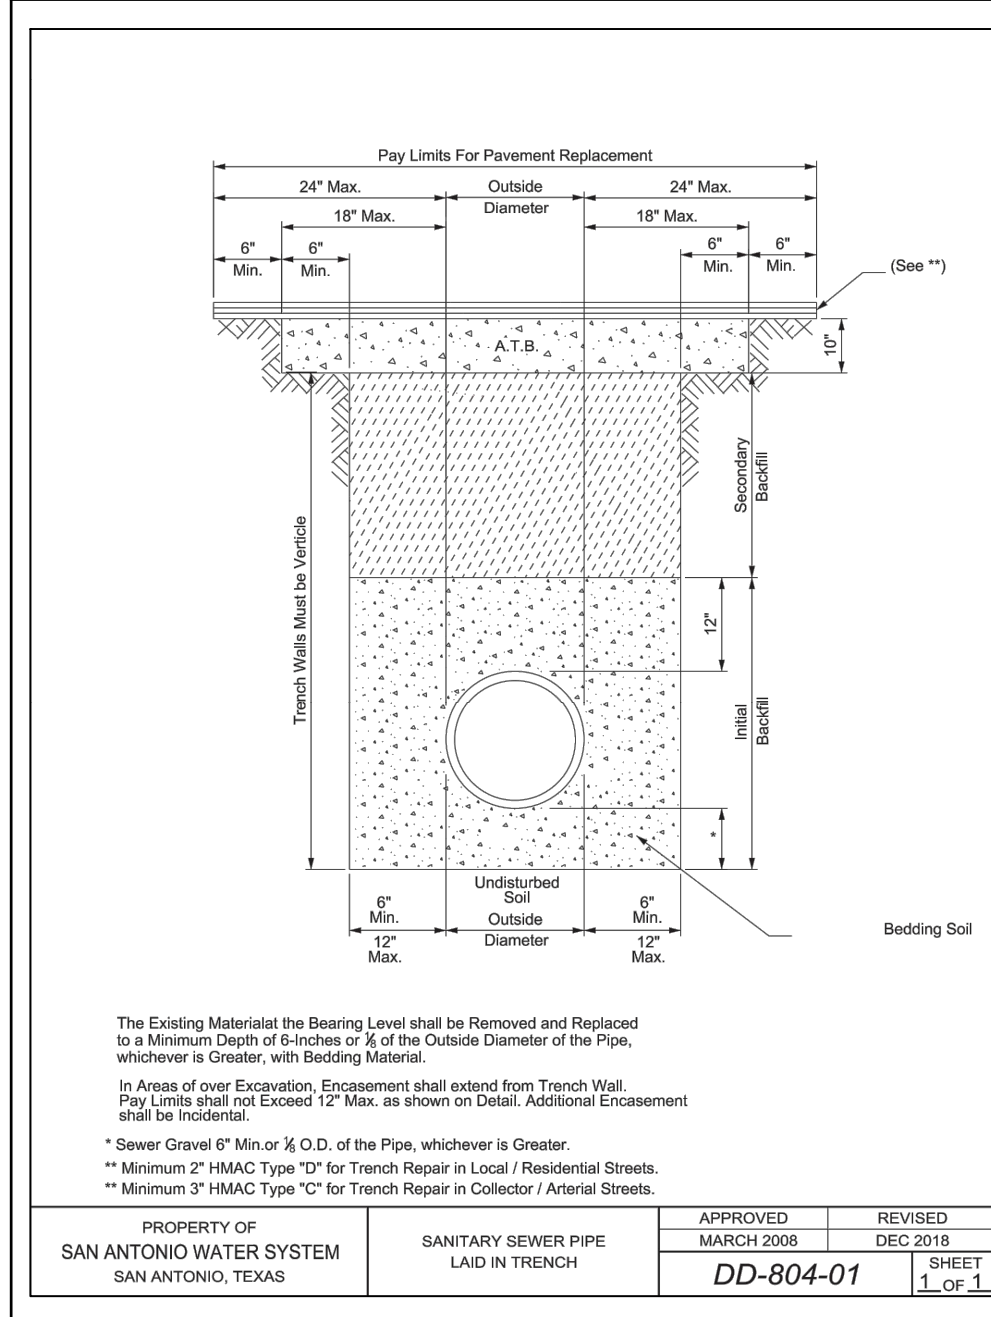 Pay Limits For Pavement Replacement
24" Max.
Outside
Diameter
24" Max.
18" Max.
18" Max.
6"
Min.
6"
Min.
6"
Min.
6"
Min.
(See **)
A.T.B.
10"
Secondary
Backfill
Trench Walls Must be Verticle
12"
Initial
Backfill
*
Undisturbed
Soil
6"
Min.
12"
Max.
Outside
Diameter
6"
Min.
12"
Max.
Bedding Soil
The Existing Materialat the Bearing Level shall be Removed and Replaced
to a Minimum Depth of 6-Inches or ⅛ of the Outside Diameter of the Pipe,
whichever is Greater, with Bedding Material.
In Areas of over Excavation, Encasement shall extend from Trench Wall.
Pay Limits shall not Exceed 12" Max. as shown on Detail. Additional Encasement
shall be Incidental.
* Sewer Gravel 6" Min.or ⅛ O.D. of the Pipe, whichever is Greater.
** Minimum 2" HMAC Type "D" for Trench Repair in Local / Residential Streets.
** Minimum 3" HMAC Type "C" for Trench Repair in Collector / Arterial Streets.
PROPERTY OF
SAN ANTONIO WATER SYSTEM
SAN ANTONIO, TEXAS
SANITARY SEWER PIPE
LAID IN TRENCH
APPROVED
MARCH 2008
REVISED
DEC 2018
DD-804-01
SHEET
1 OF 1